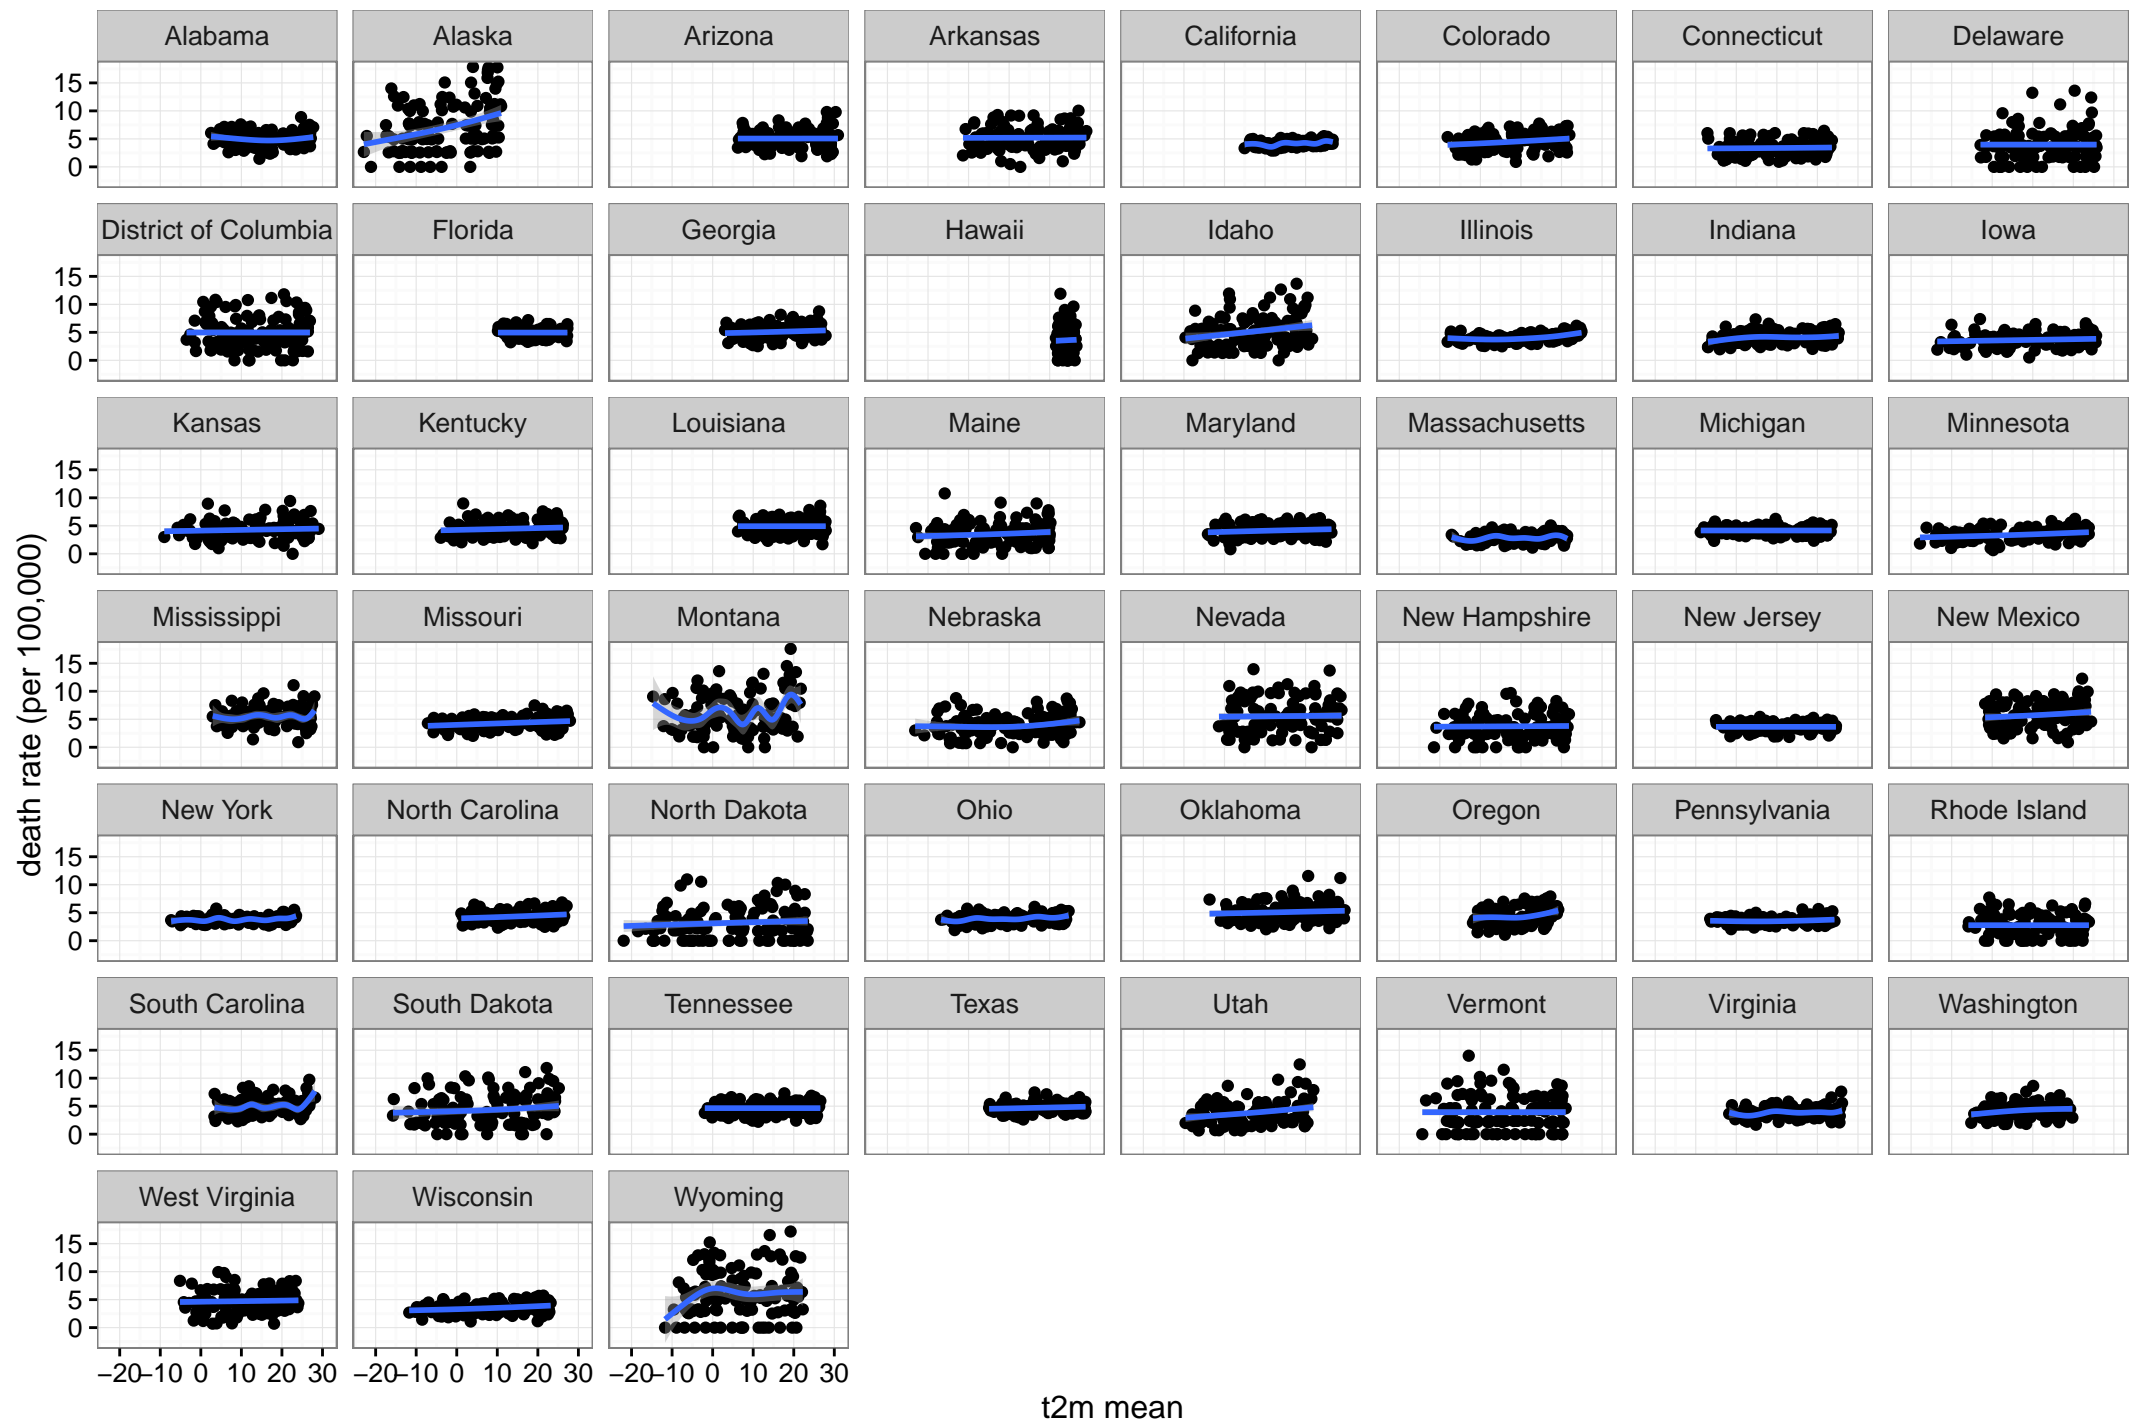 Alabama Alaska Arizona Arkansas California Colorado Connecticut Delaware
15
10
5
0
District of Columbia Florida Georgia Hawaii Idaho Illinois Indiana Iowa
15
10
5
0
Kansas Kentucky Louisiana Maine Maryland Massachusetts Michigan Minnesota
15
10
5
0
death rate (per 100,000)
Mississippi Missouri Montana Nebraska Nevada New Hampshire New Jersey New Mexico
15
10
5
0
New York North Carolina North Dakota Ohio Oklahoma Oregon Pennsylvania Rhode Island
15
10
5
0
South Carolina South Dakota Tennessee Texas Utah Vermont Virginia Washington
15
10
5
0
West Virginia Wisconsin Wyoming
15
10
5
0
−20 −10 0 10 20 30 −20 −10 0 10 20 30 −20 −10 0 10 20 30
t2m mean